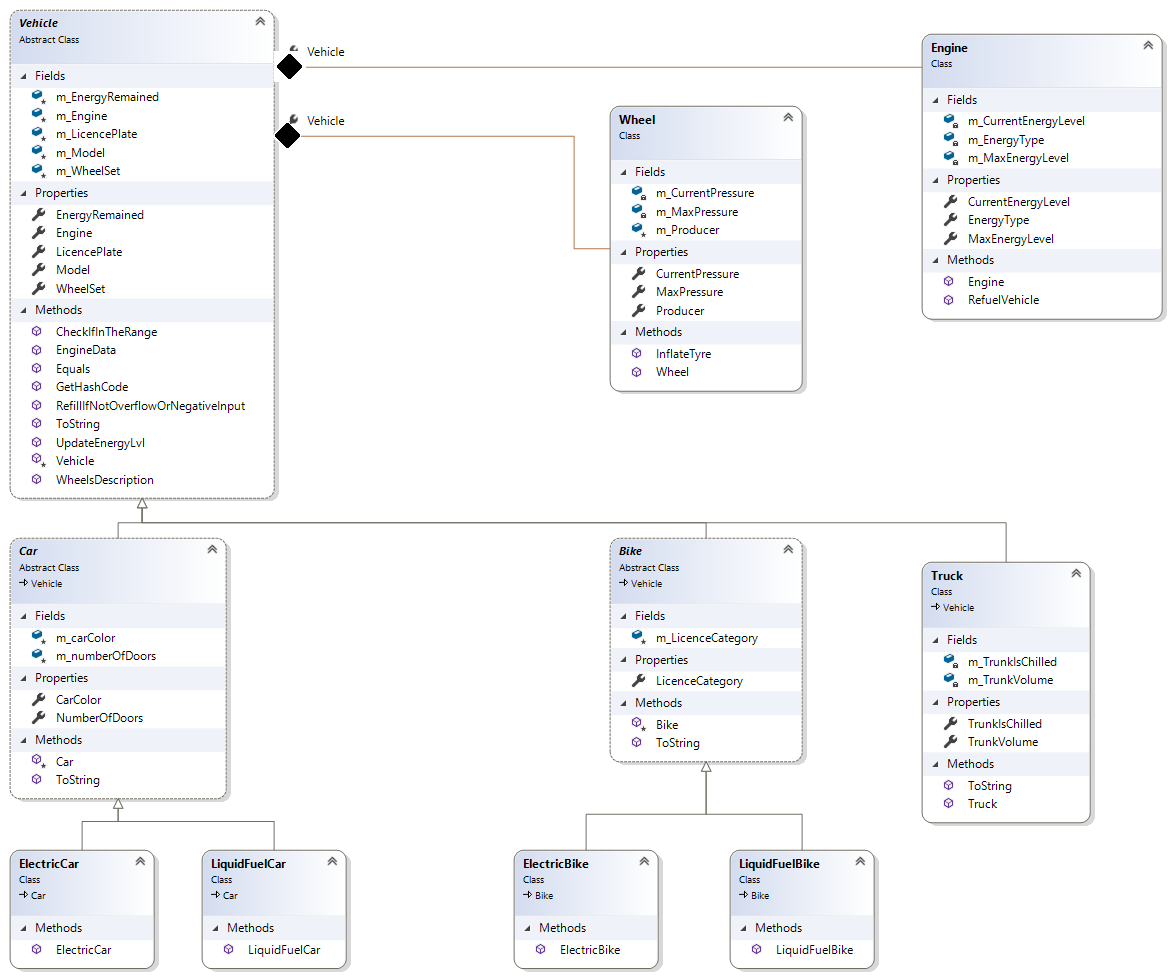 Vehicle
Abstract Class
Fields
m_EnergyRemained
m_Engine
m_LicencePlate
m_Model
m_WheelSet
Properties
EnergyRemained
Engine
LicencePlate
Model
WheelSet
Methods
CheckIfInTheRange
EngineData
Equals
GetHashCode
RefillIfNotOverflowOrNegativeInput
ToString
UpdateEnergyLvl
Vehicle
WheelsDescription
Vehicle
Vehicle
Wheel
Class
Fields
m_CurrentPressure
m_MaxPressure
m_Producer
Properties
CurrentPressure
MaxPressure
Producer
Methods
InflateTyre
Wheel
Engine
Class
Fields
m_CurrentEnergyLevel
m_EnergyType
m_MaxEnergyLevel
Properties
CurrentEnergyLevel
EnergyType
MaxEnergyLevel
Methods
Engine
RefuelVehicle
Car
Abstract Class
Vehicle
Fields
m_carColor
m_numberOfDoors
Properties
CarColor
NumberOfDoors
Methods
Car
ToString
Bike
Abstract Class
Vehicle
Fields
m_LicenceCategory
Properties
LicenceCategory
Methods
Bike
ToString
Truck
Class
Vehicle
Fields
m_TrunkIsChilled
m_TrunkVolume
Properties
TrunkIsChilled
TrunkVolume
Methods
ToString
Truck
ElectricCar
Class
Car
Methods
ElectricCar
LiquidFuelCar
Class
Car
Methods
LiquidFuelCar
ElectricBike
Class
Bike
Methods
ElectricBike
LiquidFuelBike
Class
Bike
Methods
LiquidFuelBike